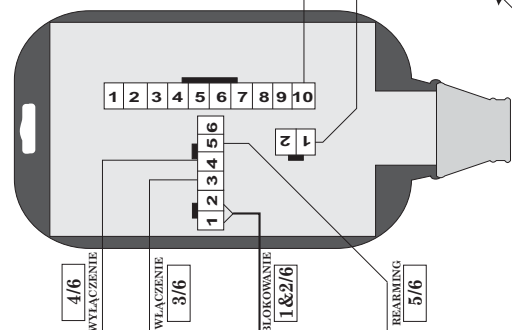 1 2 3 4 5 6 7 8 9 10
1 2 3 4 5 6
1 2
4/6
WYŁĄCZENIE
3/6
WŁĄCZENIE
1&2/6
BLOKOWANIE
5/6
REARMING